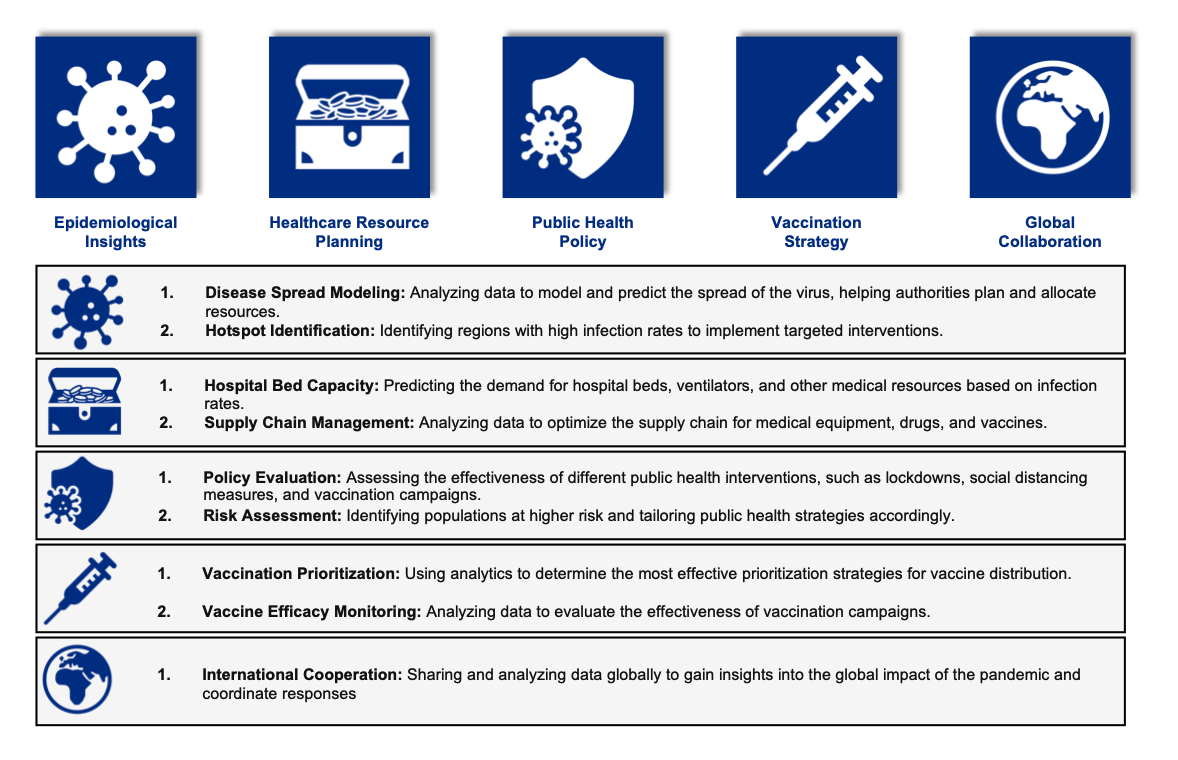 Epidemiological
Insights
Healthcare Resource
Planning
Public Health
Policy
Vaccination
Strategy
Global
Collaboration
1. Disease Spread Modeling: Analyzing data to model and predict the spread of the virus, helping authorities plan and allocate
resources.
2. Hotspot Identification: Identifying regions with high infection rates to implement targeted interventions.
1. Hospital Bed Capacity: Predicting the demand for hospital beds, ventilators, and other medical resources based on infection
rates.
2. Supply Chain Management: Analyzing data to optimize the supply chain for medical equipment, drugs, and vaccines.
1. Policy Evaluation: Assessing the effectiveness of different public health interventions, such as lockdowns, social distancing
measures, and vaccination campaigns.
2. Risk Assessment: Identifying populations at higher risk and tailoring public health strategies accordingly.
1. Vaccination Prioritization: Using analytics to determine the most effective prioritization strategies for vaccine distribution.
2. Vaccine Efficacy Monitoring: Analyzing data to evaluate the effectiveness of vaccination campaigns.
1. International Cooperation: Sharing and analyzing data globally to gain insights into the global impact of the pandemic and
coordinate responses